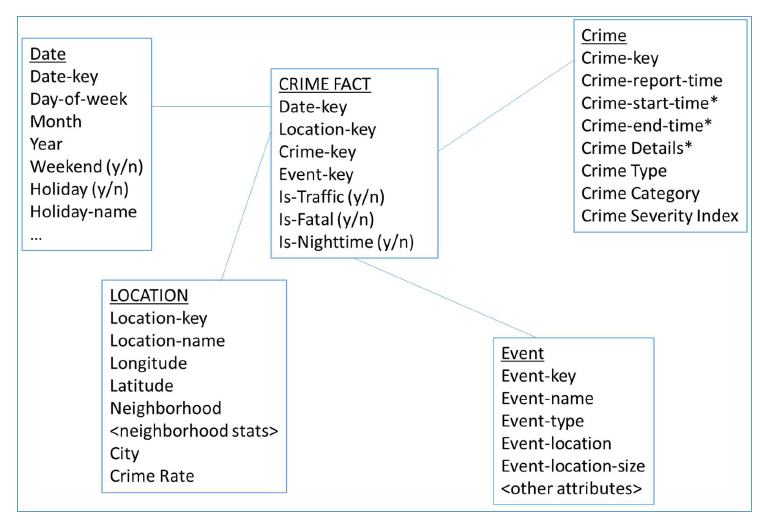 Date
Date-key
Day-of-week
Month
Year
Weekend (y/n)
Holiday (y/n)
Holiday-name
...
CRIME FACT
Date-key
Location-key
Crime-key
Event-key
Is-Traffic (y/n)
Is-Fatal (y/n)
Is-Nighttime (y/n)
Crime
Crime-key
Crime-report-time
Crime-start-time*
Crime-end-time*
Crime Details*
Crime Type
Crime Category
Crime Severity Index
LOCATION
Location-key
Location-name
Longitude
Latitude
Neighborhood
<neighborhood stats>
City
Crime Rate
Event
Event-key
Event-name
Event-type
Event-location
Event-location-size
<other attributes>